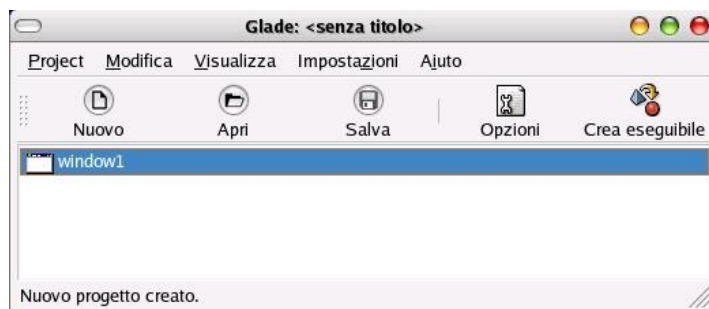 Glade: <senza titolo>
Project Modifica Visualizza Impostazioni Aiuto
Nuovo Apri Salva Opzioni Crea eseguibile
window1
Nuovo progetto creato.